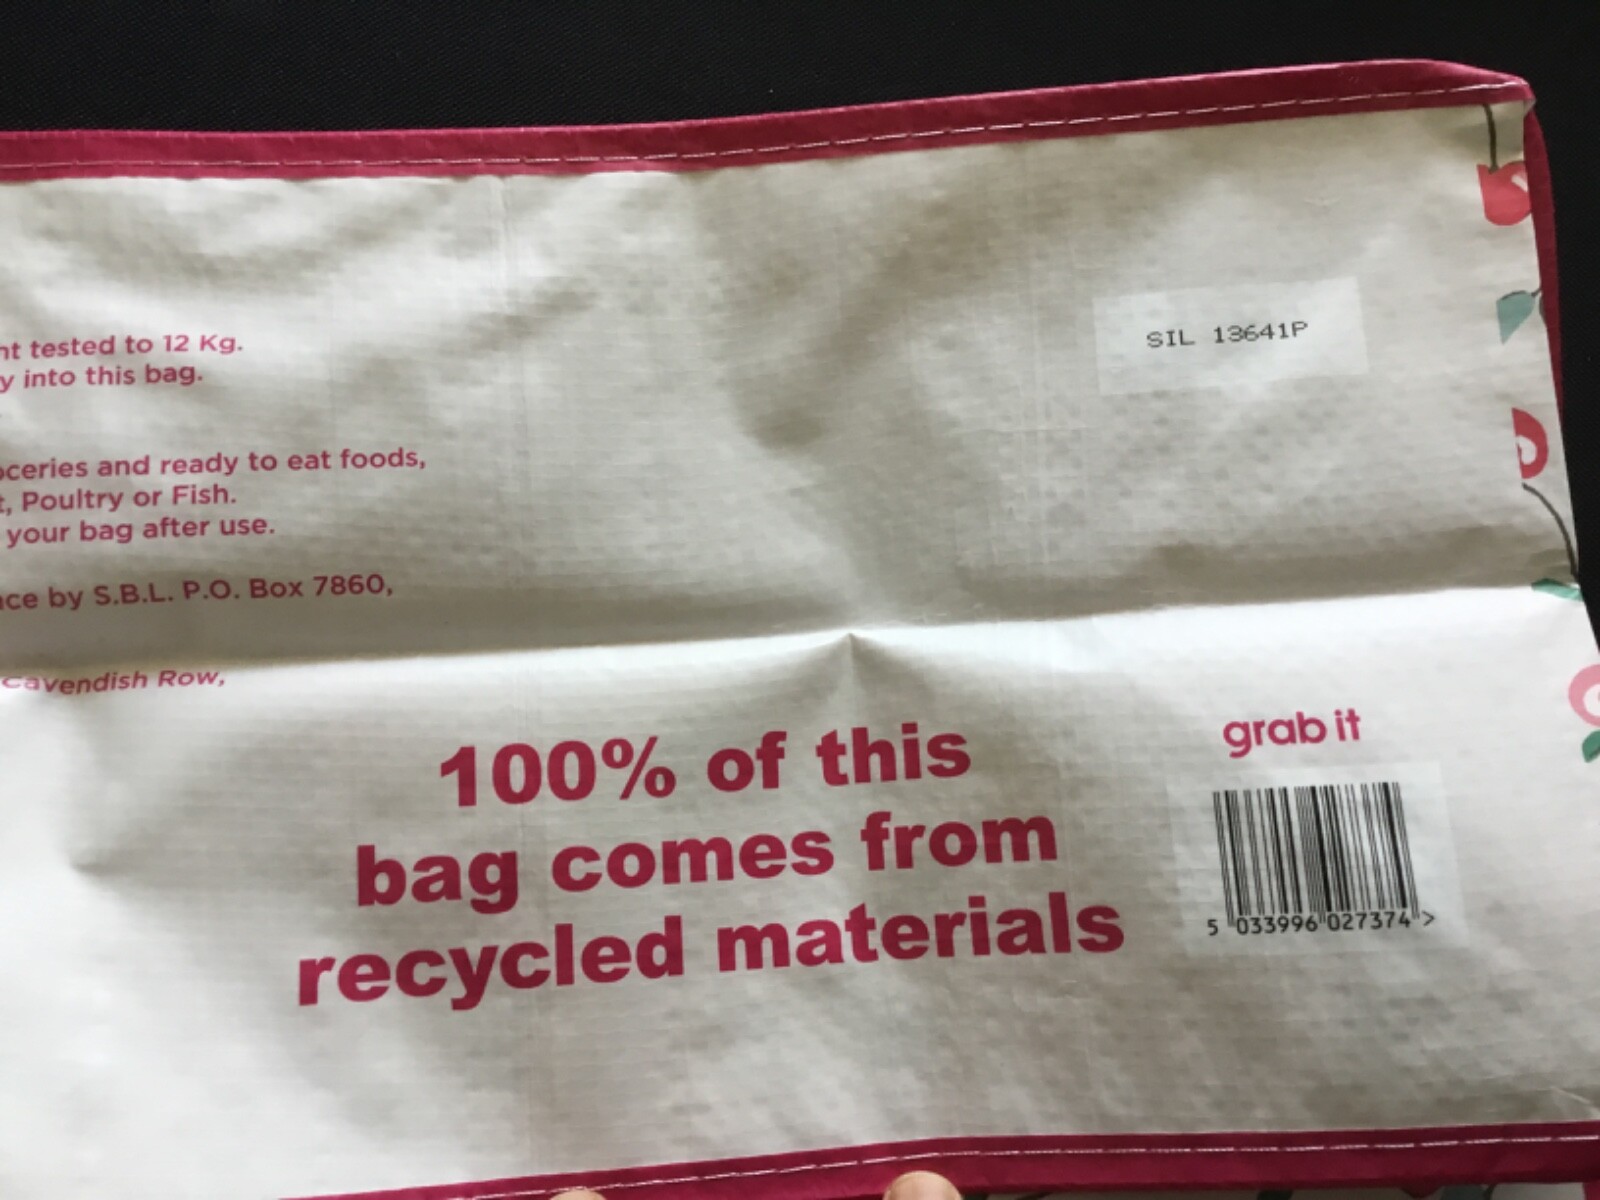 nt tested to 12 Kg.
y into this bag.
SIL 13641P
oceries and ready to eat foods,
t, Poultry or Fish.
your bag after use.
ce by S.B.L. P.O. Box 7860,
Cavendish Row,
100% of this
bag comes from
recycled materials
grab it
5 033996 027374 >